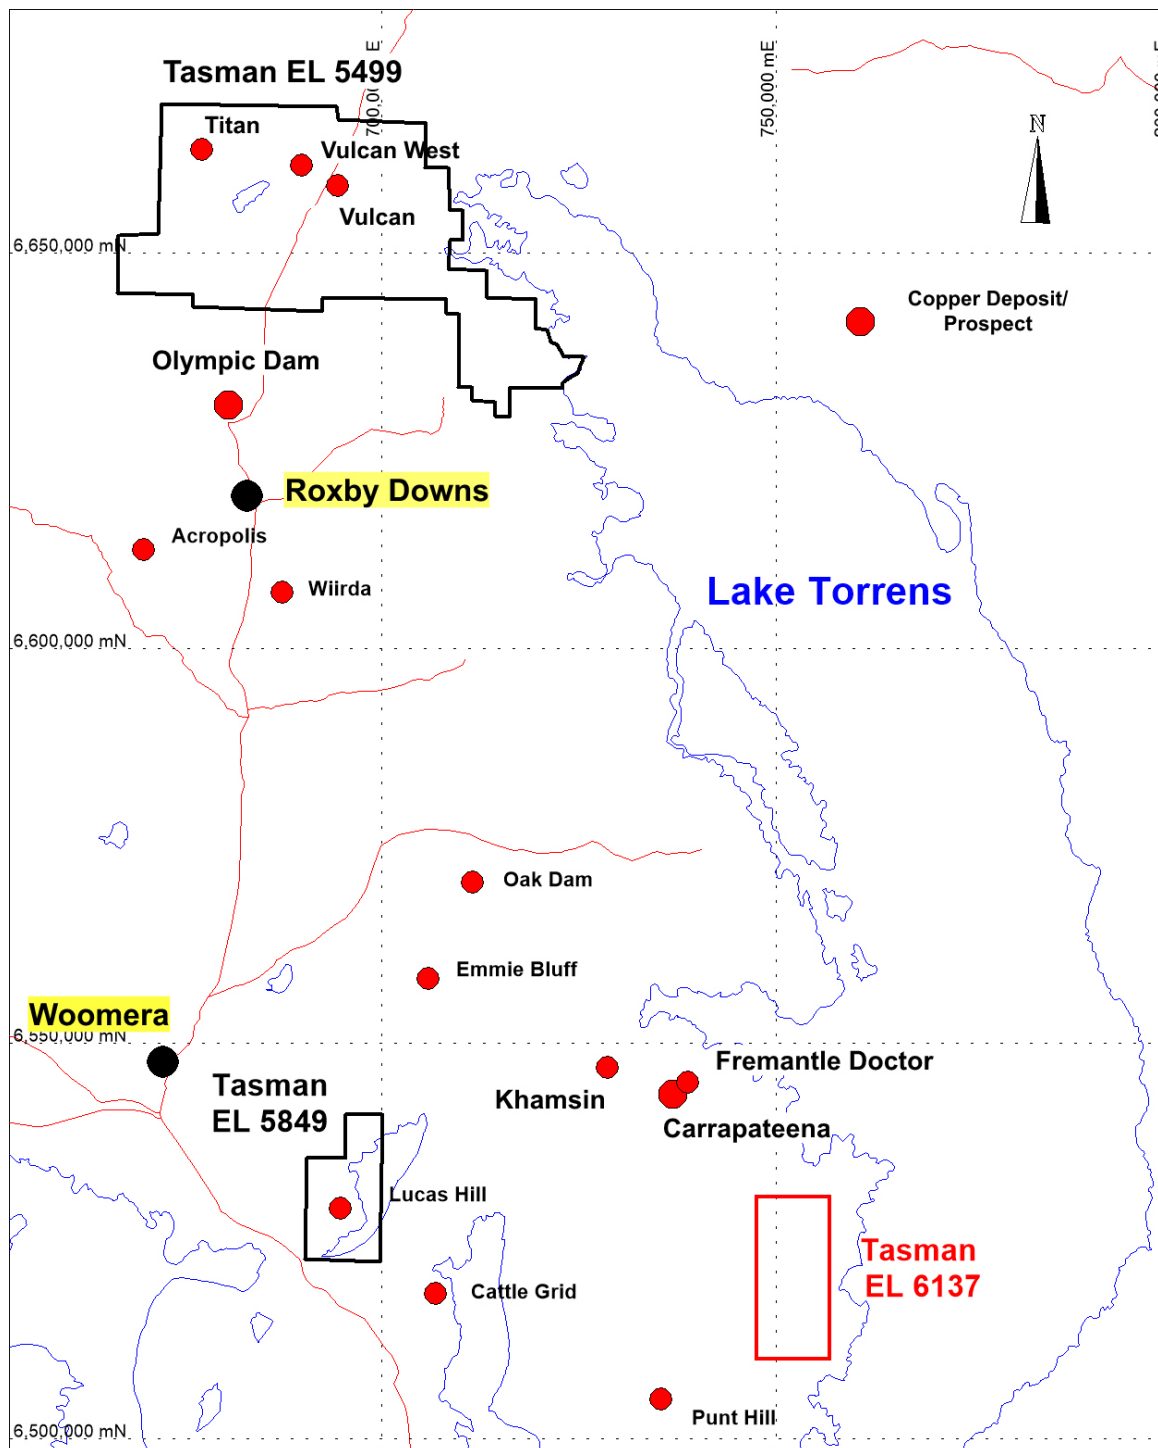 Tasman EL 5499
750,000 mE
N
Titan
Vulcan West
Vulcan
6,650,000 mN
Copper Deposit/
Prospect
Olympic Dam
Roxby Downs
Acropolis
Wiirda
Lake Torrens
6,600,000 mN
Oak Dam
Emmie Bluff
Woomera
6,550,000 mN
Fremantle Doctor
Khamsin
Carrapateena
Tasman
EL 5849
Lucas Hill
Tasman
EL 6137
Cattle Grid
Punt Hill
6,500,000 mN